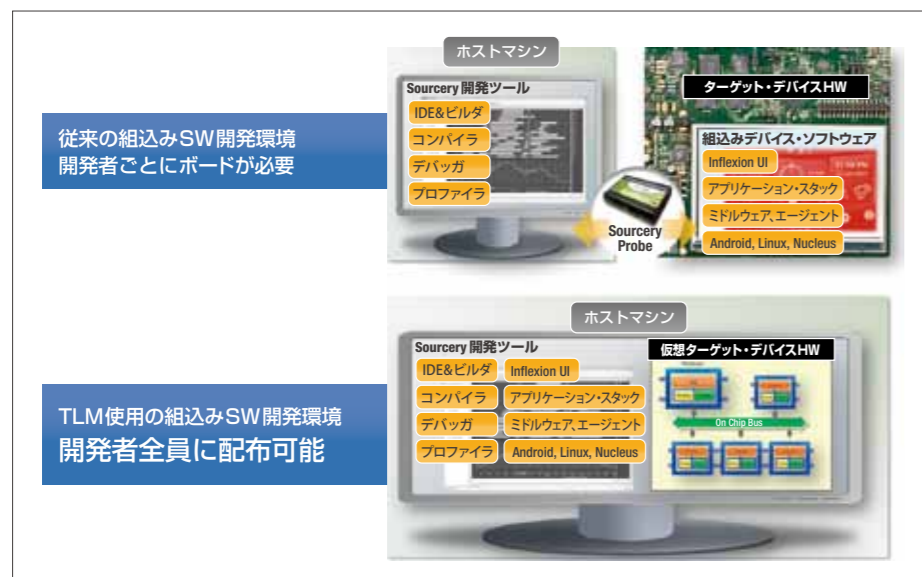 従来の組込みSW開発環境
開発者ごとにボードが必要
ホストマシン
Sourcery 開発ツール
IDE&ビルダ
コンパイラ
デバッガ
プロファイラ
Sourcery
Probe
ターゲット・デバイスHW
組込みデバイス・ソフトウェア
Inflexion UI
アプリケーション・スタック
ミドルウェア、エージェント
Android, Linux, Nucleus
TLM使用の組込みSW開発環境
開発者全員に配布可能
ホストマシン
Sourcery 開発ツール
IDE&ビルダ
Inflexion UI
コンパイラ
アプリケーション・スタック
デバッガ
ミドルウェア、エージェント
プロファイラ
Android, Linux, Nucleus
仮想ターゲット・デバイスHW
On Chip Bus